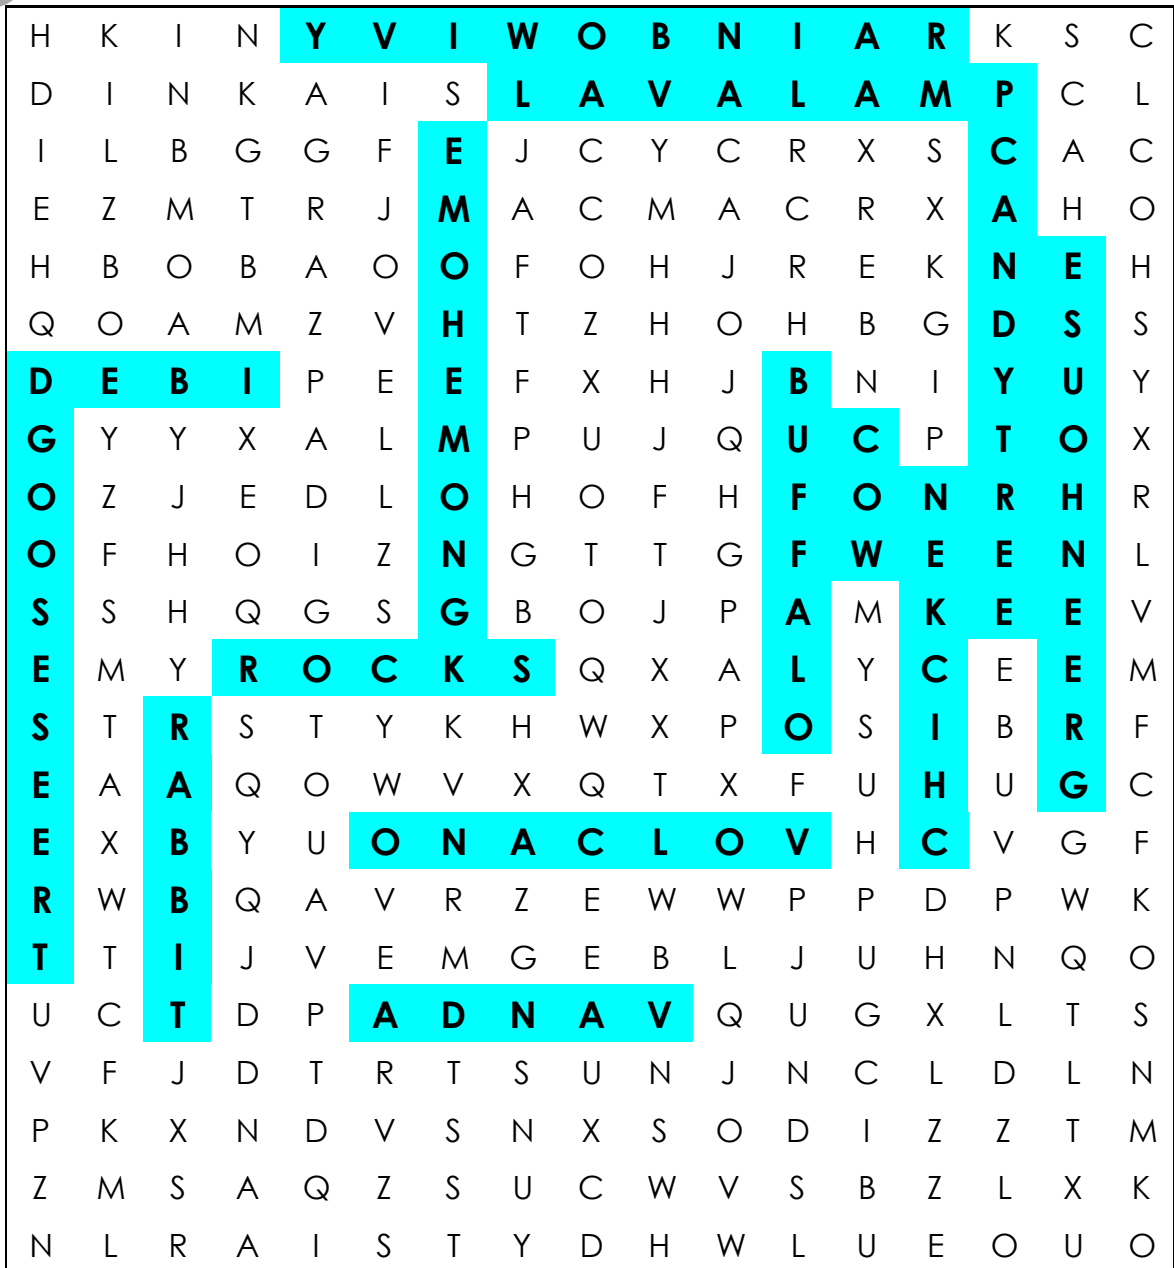 H K I N Y V I W O B N I A R K S C
D I N K A I S L A V A L A M P C L
I L B G G F E J C Y C R X S C A C
E Z M T R J M A C M A C R X A H O
H B O B A O O F O H J R E K N E H
Q O A M Z V H T Z H O H B G D S S
D E B I P E E F X H J B N I Y U Y
G Y Y X A L M P U J Q U C P T O X
O Z J E D L O H O F H F O N R H R
O F H O I Z N G T T G F W E E N L
S S H Q G S G B O J P A M K E E V
E M Y R O C K S Q X A L Y C E E M
S T R S T Y K H W X P O S I B R F
E A A Q O W V X Q T X F U H U G C
E X B Y U O N A C L O V H C V G F
R W B Q A V R Z E W W P P D P W K
T T I J V E M G E B L J U H N Q O
U C T D P A D N A V Q U G X L T S
V F J D T R T S U N J N C L D L N
P K X N D V S N X S O D I Z Z T M
Z M S A Q Z S U C W V S B Z L X K
N L R A I S T Y D H W L U E O U O